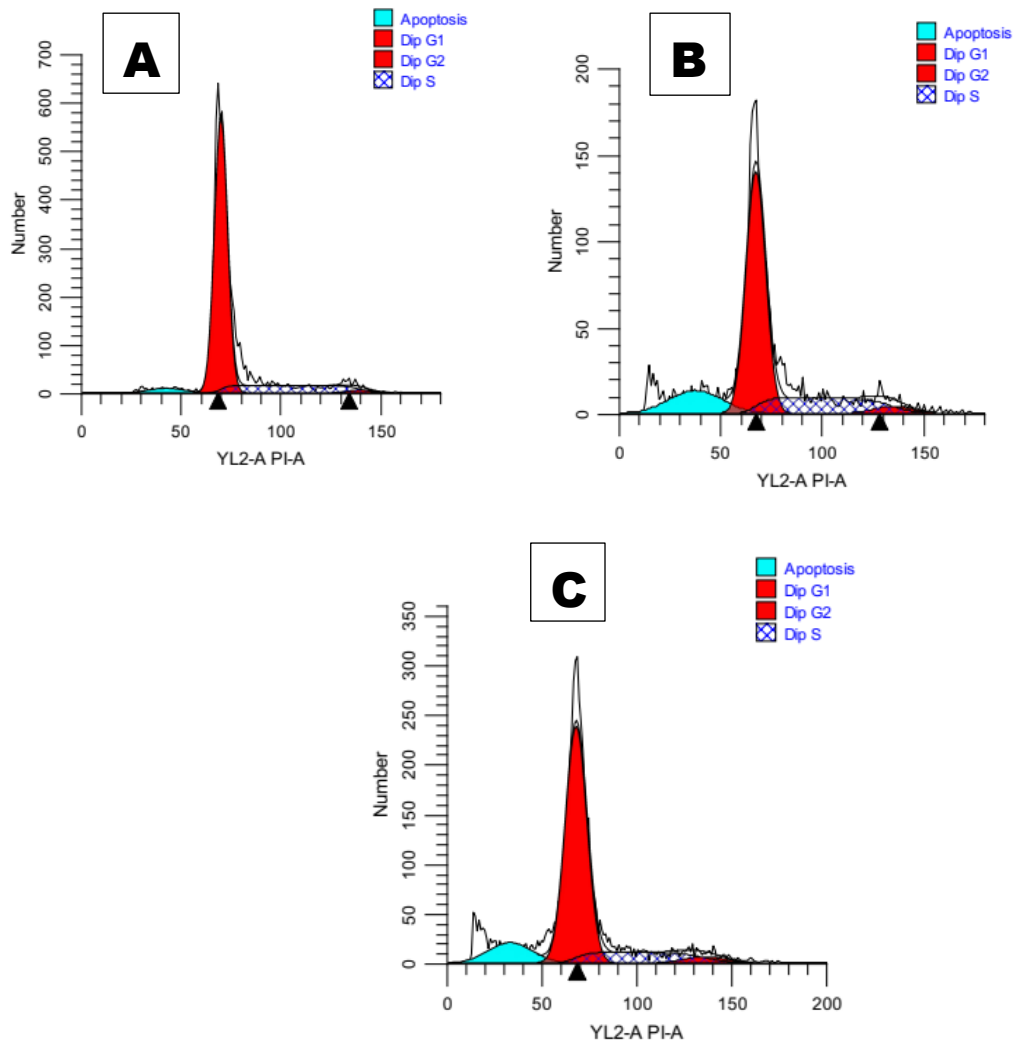 A
Apoptosis
Dip G1
Dip G2
Dip S
700
600
500
400
300
200
100
0
Number
0 50 100 150
YL2-A PI-A
B
Apoptosis
Dip G1
Dip G2
Dip S
200
150
100
50
0
Number
0 50 100 150
YL2-A PI-A
C
Apoptosis
Dip G1
Dip G2
Dip S
350
300
250
200
150
100
50
0
Number
0 50 100 150 200
YL2-A PI-A